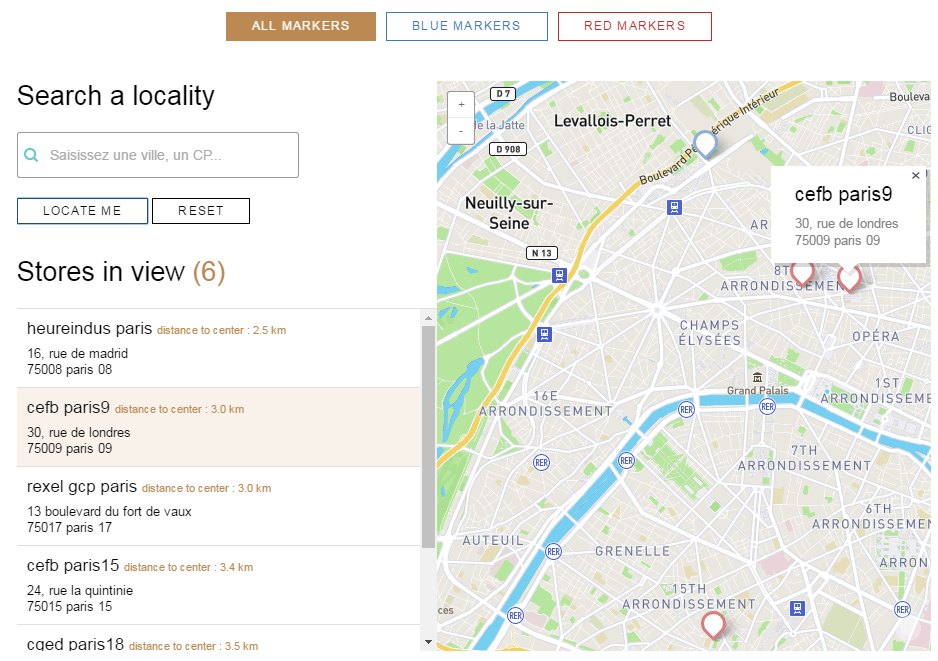 ALL MARKERS
BLUE MARKERS
RED MARKERS
Search a locality
Saisissez une ville, un CP...
LOCATE ME
RESET
Stores in view (6)
heureindus paris distance to center : 2.5 km
16, rue de madrid
75008 paris 08
cefb paris9 distance to center : 3.0 km
30, rue de londres
75009 paris 09
rexel gcp paris distance to center : 3.0 km
13 boulevard du fort de vaux
75017 paris 17
cefb paris15 distance to center : 3.4 km
24, rue la quintinie
75015 paris 15
cged paris18 distance to center : 3.5 km
+
-
D 7
de la Jatte
D 908
Levallois-Perret
Bouleva
CLIC
Neuilly-sur-
Seine
N 13
×
cefb paris9
30, rue de londres
75009 paris 09
AR
8T
ARRONDISSEMEN
CHAMPS
ÉLYSÉES
OPÉRA
Grand Palais
16E
ARRONDISSEMENT
1ST
ARRONDISSEME
RER
RER
7TH
ARRONDISSEMENT
RER
RER
6TH
ARRONDISSEMEN
AUTEUIL
RER
GRENELLE
ARRON
15TH
ARRONDISSEMENT
ces
RER
RER